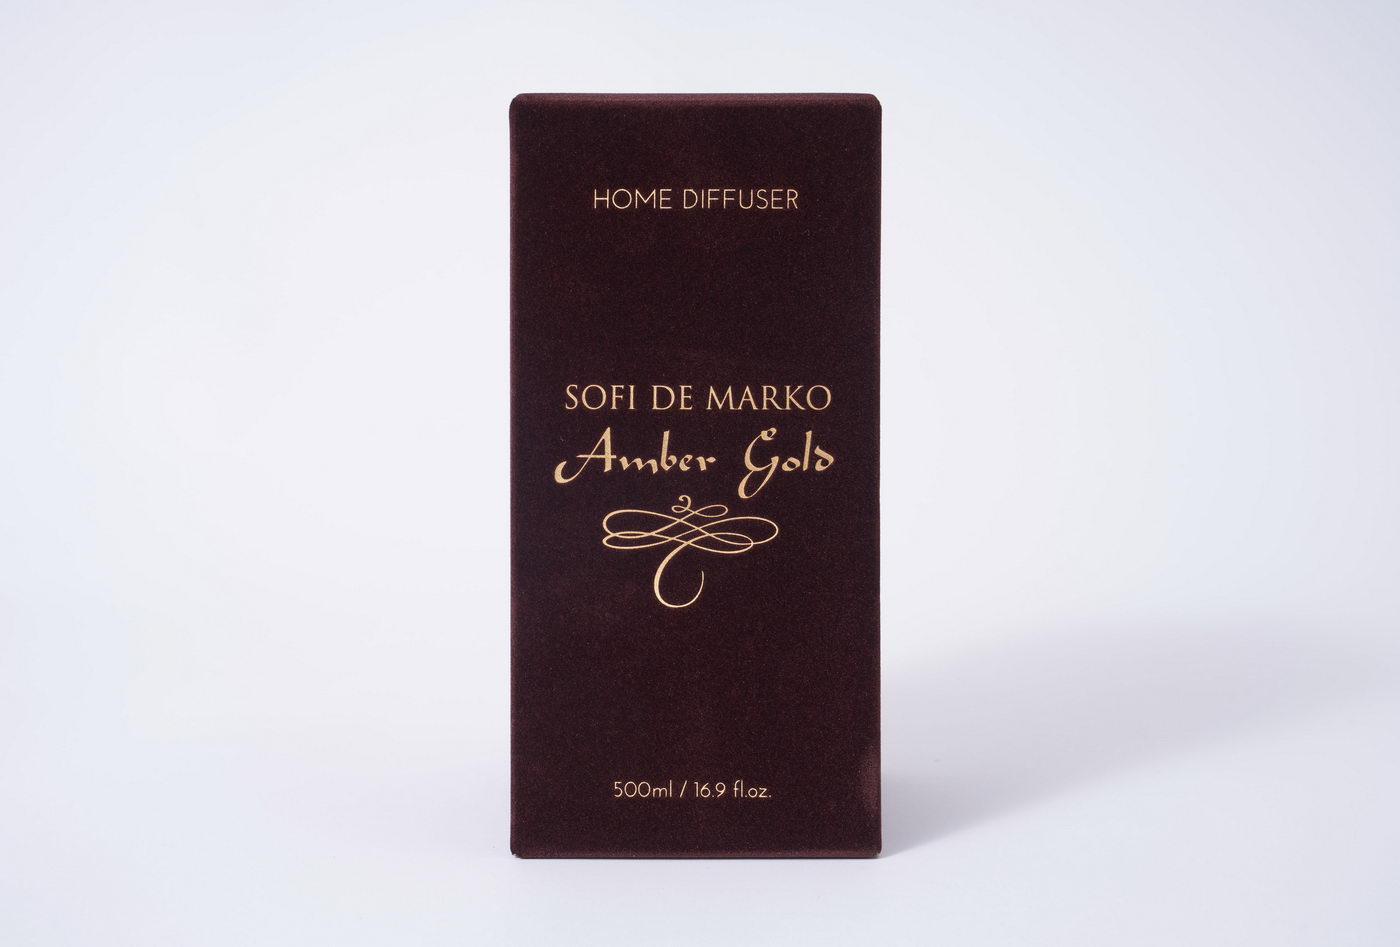 HOME DIFFUSER
SOFI DE MARKO
Amber Gold
500ml / 16.9 fl.oz.